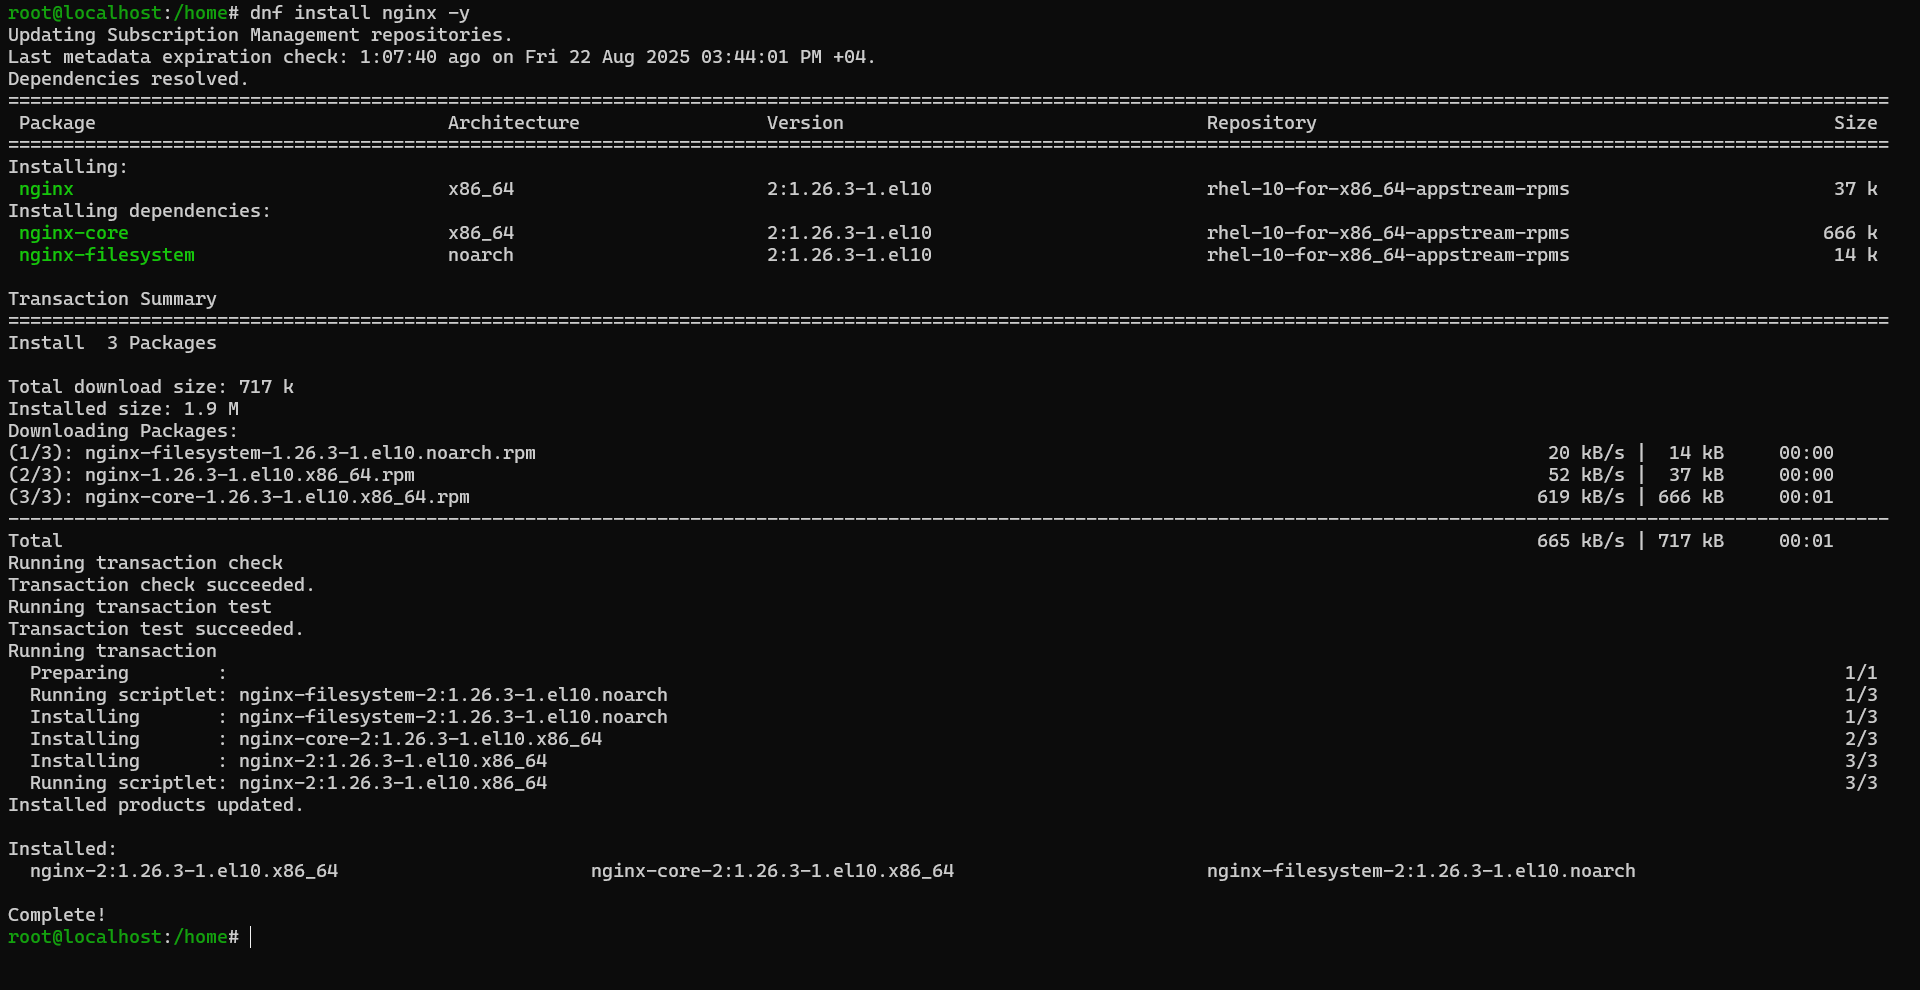 root@localhost:/home# dnf install nginx -y
Updating Subscription Management repositories.
Last metadata expiration check: 1:07:40 ago on Fri 22 Aug 2025 03:44:01 PM +04.
Dependencies resolved.
===========================================================================================================================================================================
 Package                                Architecture                 Version                                 Repository                                               Size
===========================================================================================================================================================================
Installing:
 nginx                                  x86_64                       2:1.26.3-1.el10                         rhel-10-for-x86_64-appstream-rpms                        37 k
Installing dependencies:
 nginx-core                             x86_64                       2:1.26.3-1.el10                         rhel-10-for-x86_64-appstream-rpms                       666 k
 nginx-filesystem                       noarch                       2:1.26.3-1.el10                         rhel-10-for-x86_64-appstream-rpms                        14 k

Transaction Summary
===========================================================================================================================================================================
Install  3 Packages

Total download size: 717 k
Installed size: 1.9 M
Downloading Packages:
(1/3): nginx-filesystem-1.26.3-1.el10.noarch.rpm                                                                                            20 kB/s |  14 kB     00:00
(2/3): nginx-1.26.3-1.el10.x86_64.rpm                                                                                                       52 kB/s |  37 kB     00:00
(3/3): nginx-core-1.26.3-1.el10.x86_64.rpm                                                                                                 619 kB/s | 666 kB     00:01
---------------------------------------------------------------------------------------------------------------------------------------------------------------------------
Total                                                                                                                                      665 kB/s | 717 kB     00:01
Running transaction check
Transaction check succeeded.
Running transaction test
Transaction test succeeded.
Running transaction
  Preparing        :                                                                                                                                                   1/1
  Running scriptlet: nginx-filesystem-2:1.26.3-1.el10.noarch                                                                                                           1/3
  Installing       : nginx-filesystem-2:1.26.3-1.el10.noarch                                                                                                           1/3
  Installing       : nginx-core-2:1.26.3-1.el10.x86_64                                                                                                                 2/3
  Installing       : nginx-2:1.26.3-1.el10.x86_64                                                                                                                      3/3
  Running scriptlet: nginx-2:1.26.3-1.el10.x86_64                                                                                                                      3/3
Installed products updated.

Installed:
  nginx-2:1.26.3-1.el10.x86_64                       nginx-core-2:1.26.3-1.el10.x86_64                       nginx-filesystem-2:1.26.3-1.el10.noarch

Complete!
root@localhost:/home#